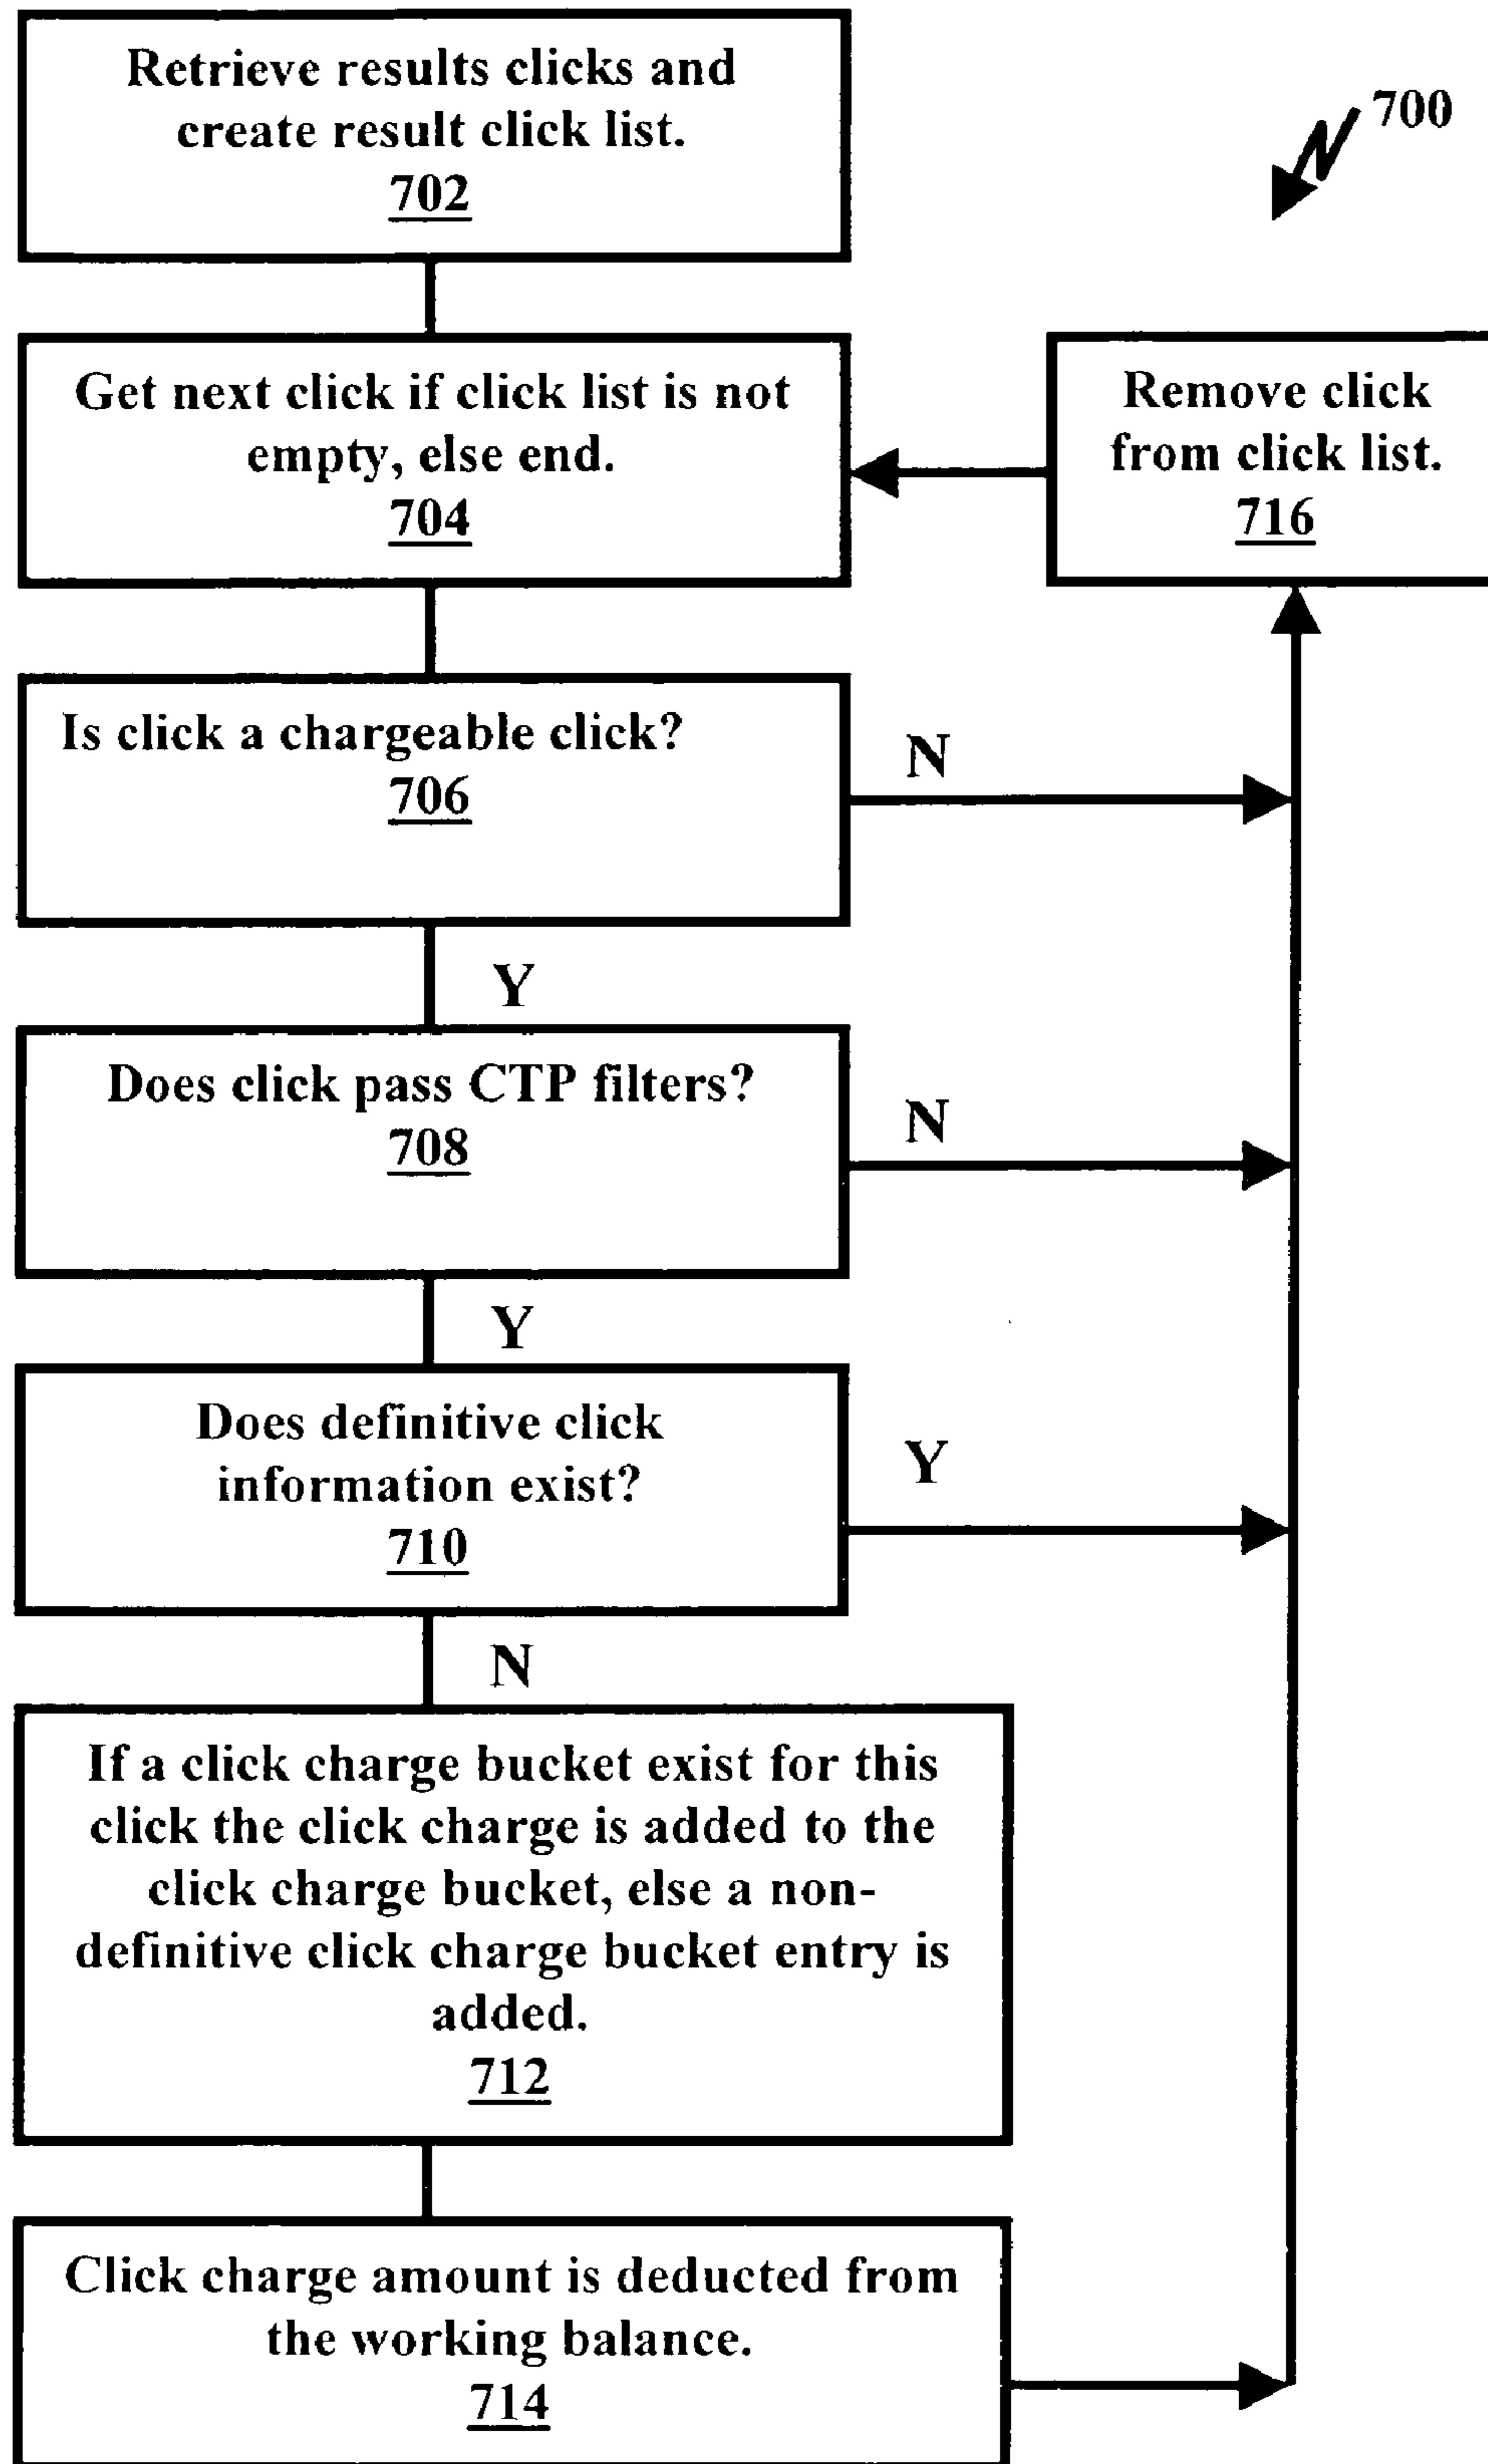 Retrieve results clicks and
create result click list.
702
700
Get next click if click list is not
empty, else end.
704
Remove click
from click list.
716
Is click a chargeable click?
706
N
Y
Does click pass CTP filters?
708
N
Y
Does definitive click
information exist?
710
Y
N
If a click charge bucket exist for this
click the click charge is added to the
click charge bucket, else a non-
definitive click charge bucket entry is
added.
712
Click charge amount is deducted from
the working balance.
714